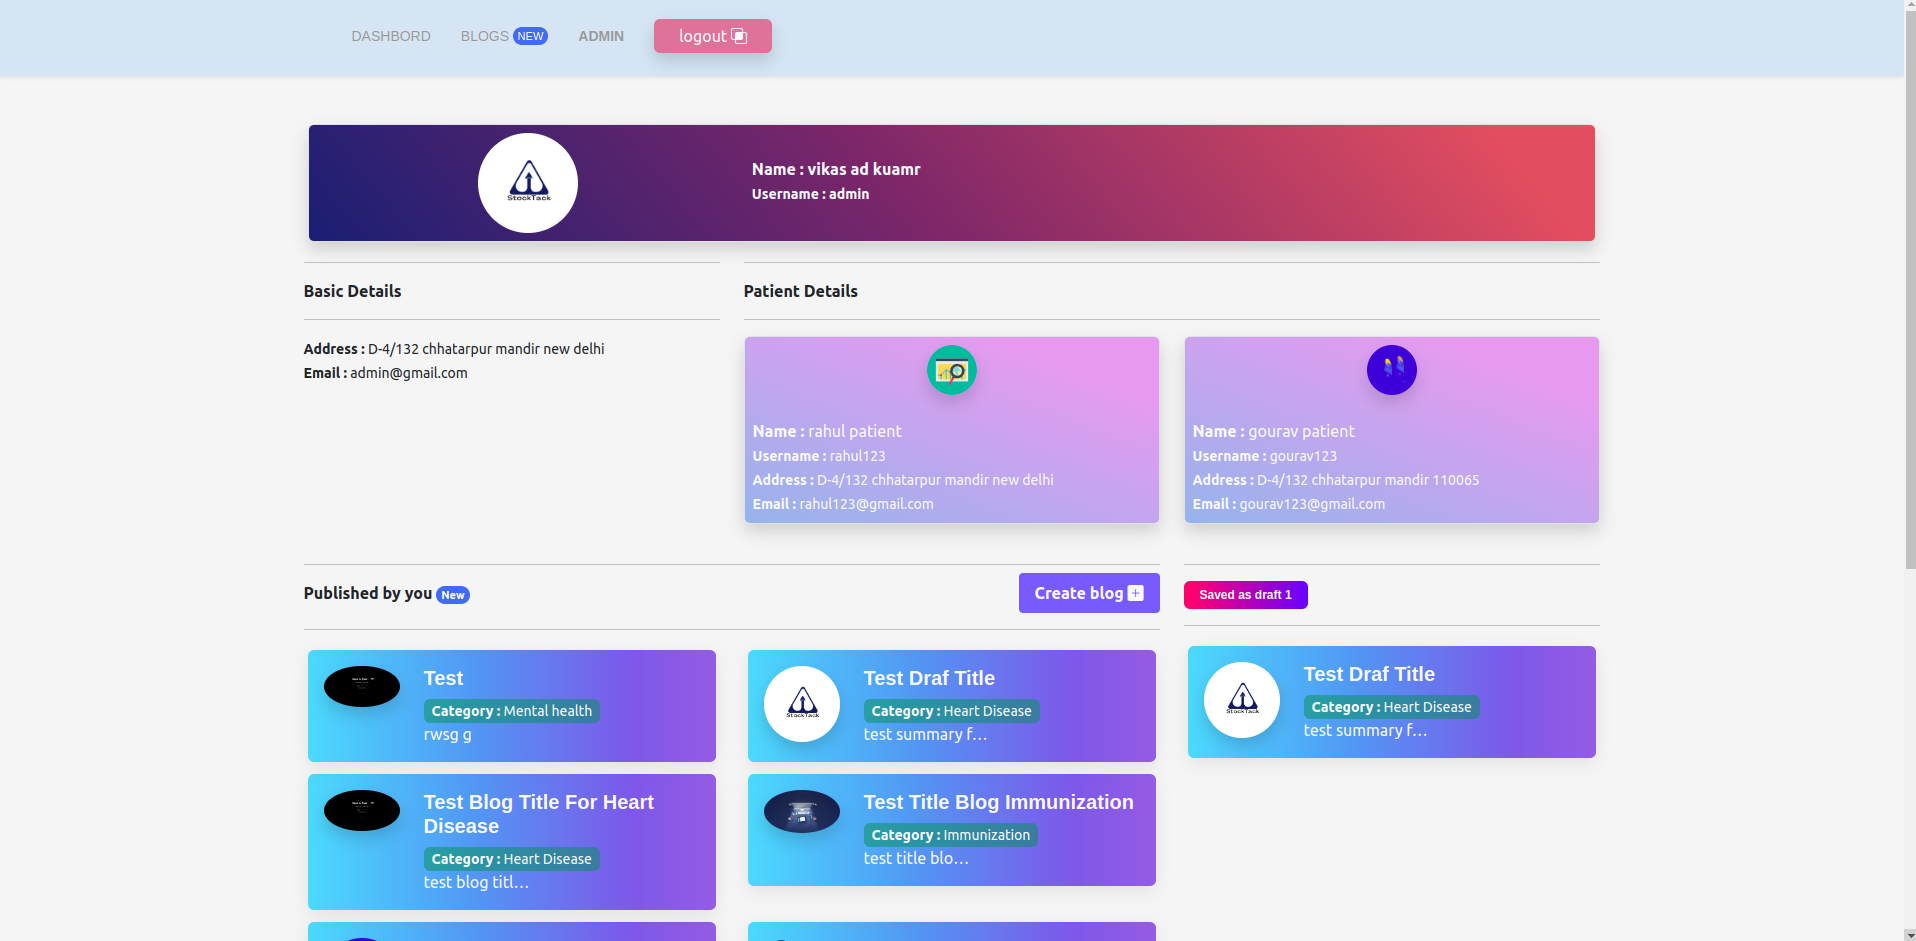 DASHBORD BLOGS NEW ADMIN logout
StockTack
Name : vikas ad kuamr
Username : admin
Basic Details
Address : D-4/132 chhatarpur mandir new delhi
Email : admin@gmail.com
Patient Details
Name : rahul patient
Username : rahul123
Address : D-4/132 chhatarpur mandir new delhi
Email : rahul123@gmail.com
Name : gourav patient
Username : gourav123
Address : D-4/132 chhatarpur mandir 110065
Email : gourav123@gmail.com
Published by you New
Create blog
Saved as draft 1
Test
Category : Mental health
rwsg g
StockTack
Test Draf Title
Category : Heart Disease
test summary f...
StockTack
Test Draf Title
Category : Heart Disease
test summary f...
Test Blog Title For Heart
Disease
Category : Heart Disease
test blog titl...
Test Title Blog Immunization
Category : Immunization
test title blo...